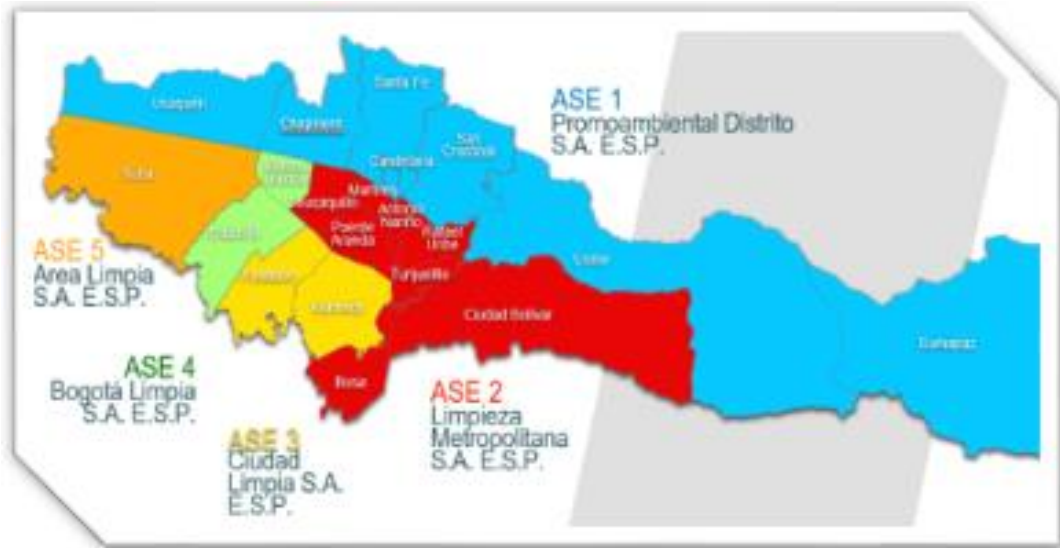 Santa Fe
Usaquén
Chapinero
San
Cristóbal
Candelaria
ASE 1
Promoambiental Distrito
S.A. E.S.P.
Suba
Mártires
Antonio
Nariño
Puente
Aranda
Rafael
Uribe
Tunjuelito
Usme
ASE 5
Area Limpia
S.A. E.S.P.
Ciudad Bolívar
Sumapaz
Bosa
ASE 4
Bogotá Limpia
S.A. E.S.P.
ASE 2
Limpieza
Metropolitana
S.A. E.S.P.
ASE 3
Ciudad
Limpia S.A.
E.S.P.